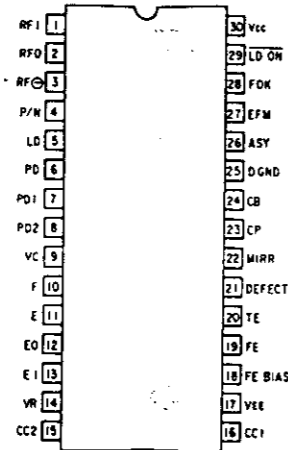 RFI 1 30 Vcc
RFO 2 29 LD ON
RF⊖ 3 28 FOK
P/N 4 27 EFM
LD 5 26 ASY
PD 6 25 DGND
PD1 7 24 CB
PD2 8 23 CP
VC 9 22 MIRR
F 10 21 DEFECT
E 11 20 TE
EO 12 19 FE
EI 13 18 FE BIAS
VR 14 17 VEE
CC2 15 16 CC1